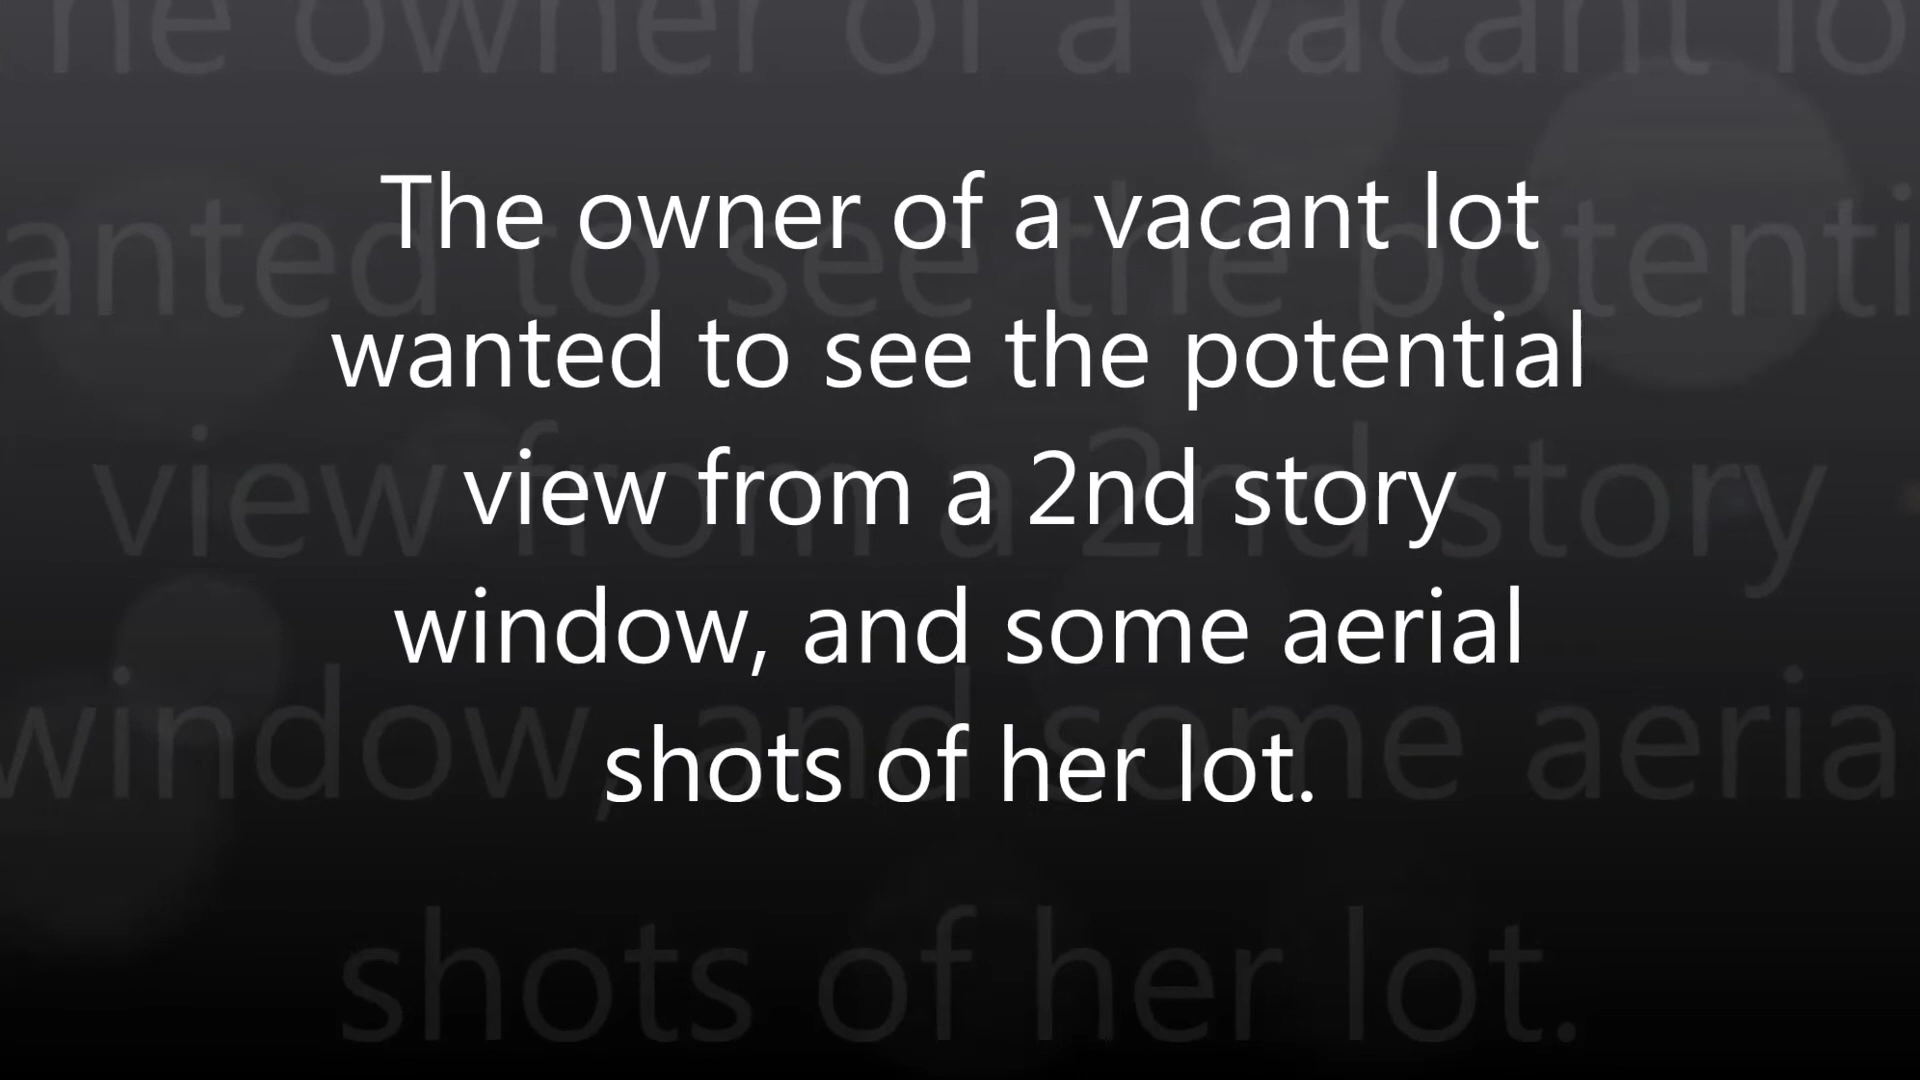 The owner of a vacant lot
wanted to see the potential
view from a 2nd story
window, and some aerial
shots of her lot.